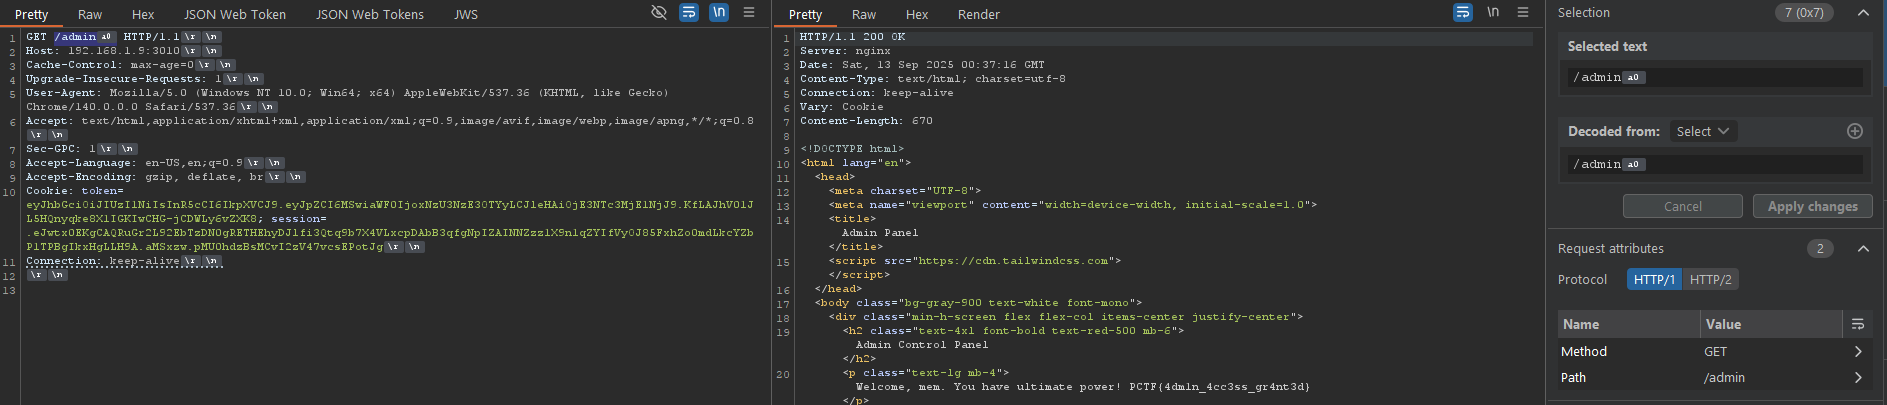 Pretty Raw Hex JSON Web Token JSON Web Tokens JWS \n
1 GET /admin a0 HTTP/1.1 \r \n
2 Host: 192.168.1.9:3010 \r \n
3 Cache-Control: max-age=0 \r \n
4 Upgrade-Insecure-Requests: 1 \r \n
5 User-Agent: Mozilla/5.0 (Windows NT 10.0; Win64; x64) AppleWebKit/537.36 (KHTML, like Gecko)
Chrome/140.0.0.0 Safari/537.36 \r \n
6 Accept: text/html,application/xhtml+xml,application/xml;q=0.9,image/avif,image/webp,image/apng,*/*;q=0.8
\r \n
7 Sec-GPC: 1 \r \n
8 Accept-Language: en-US,en;q=0.9 \r \n
9 Accept-Encoding: gzip, deflate, br \r \n
10 Cookie: token=
session=
\r \n
11 Connection: keep-alive \r \n
12 \r \n
13
Pretty Raw Hex Render \n
1 HTTP/1.1 200 OK
2 Server: nginx
3 Date: Sat, 13 Sep 2025 00:37:16 GMT
4 Content-Type: text/html; charset=utf-8
5 Connection: keep-alive
6 Vary: Cookie
7 Content-Length: 670
8
9 <!DOCTYPE html>
10 <html lang="en">
11 <head>
12 <meta charset="UTF-8">
13 <meta name="viewport" content="width=device-width, initial-scale=1.0">
14 <title>
Admin Panel
</title>
15 <script src="https://cdn.tailwindcss.com">
</script>
16 </head>
17 <body class="bg-gray-900 text-white font-mono">
18 <div class="min-h-screen flex flex-col items-center justify-center">
19 <h2 class="text-4xl font-bold text-red-500 mb-6">
Admin Control Panel
</h2>
20 <p class="text-lg mb-4">
Welcome, mem. You have ultimate power! PCTF{4dm1n_4cc3ss_gr4nt3d}
</p>
Selection 7 (0x7)
Selected text
/admin a0
Decoded from: Select
/admin a0
Cancel Apply changes
Request attributes 2
Protocol HTTP/1 HTTP/2
Name Value
Method GET
Path /admin